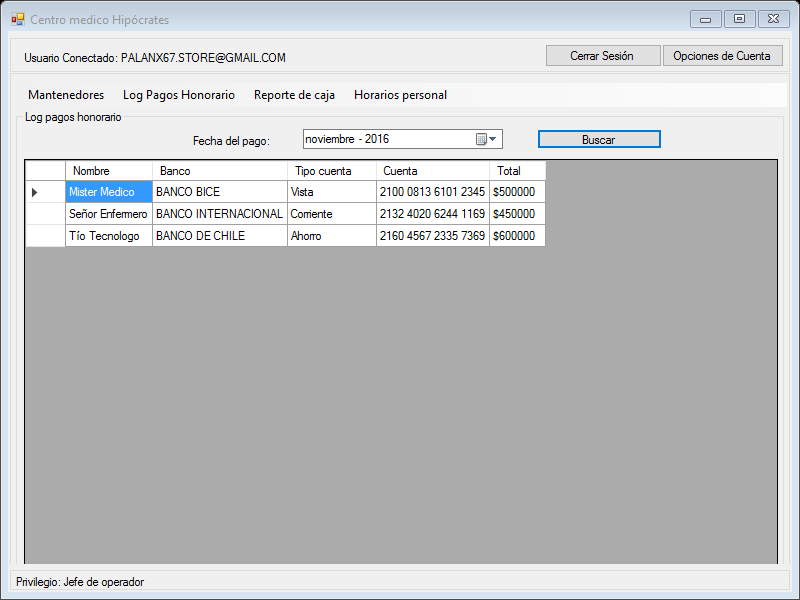 Centro medico Hipócrates
Usuario Conectado: PALANX67.STORE@GMAIL.COM
Cerrar Sesión
Opciones de Cuenta
Mantenedores Log Pagos Honorario Reporte de caja Horarios personal
Log pagos honorario
Fecha del pago: noviembre - 2016 Buscar
Nombre Banco Tipo cuenta Cuenta Total
Mister Medico BANCO BICE Vista 2100 0813 6101 2345 $500000
Señor Enfermero BANCO INTERNACIONAL Corriente 2132 4020 6244 1169 $450000
Tío Tecnologo BANCO DE CHILE Ahorro 2160 4567 2335 7369 $600000
Privilegio: Jefe de operador